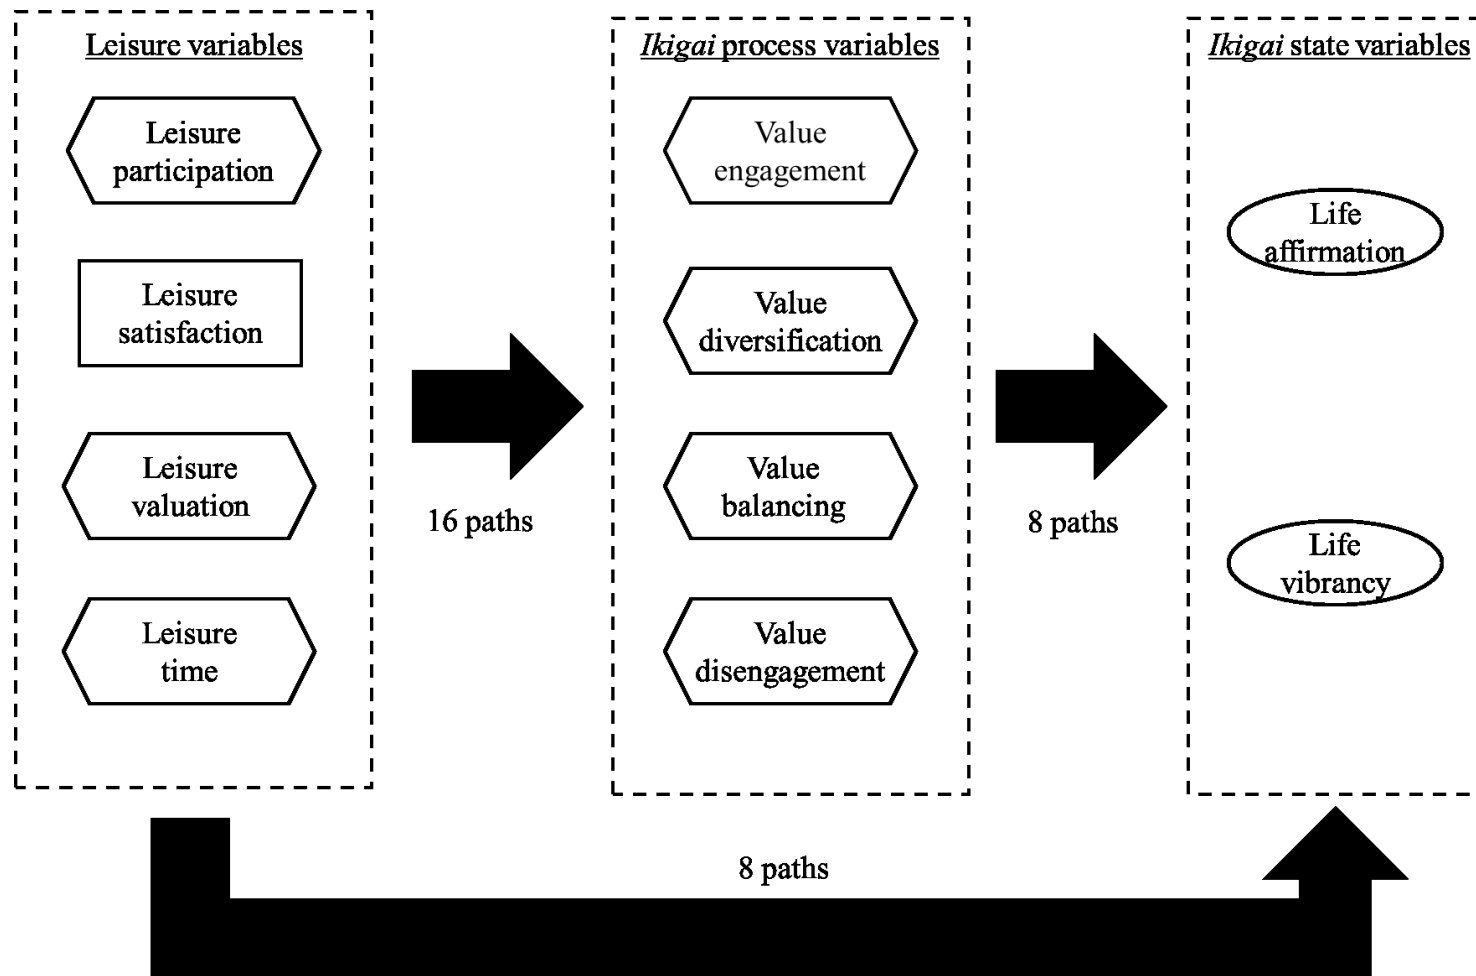 Leisure variables
Leisure
participation
Leisure
satisfaction
Leisure
valuation
Leisure
time
16 paths
Ikigai process variables
Value
engagement
Value
diversification
Value
balancing
Value
disengagement
8 paths
Ikigai state variables
Life
affirmation
Life
vibrancy
8 paths